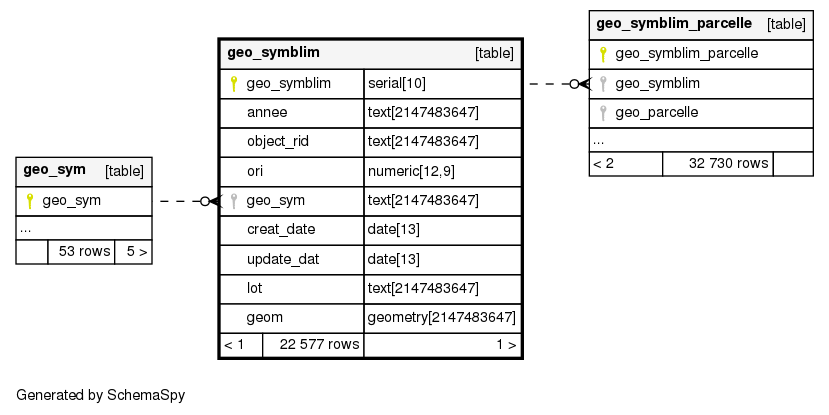 geo_sym [table]
geo_sym
...
53 rows 5 >
geo_symblim [table]
geo_symblim serial[10]
annee text[2147483647]
object_rid text[2147483647]
ori numeric[12,9]
geo_sym text[2147483647]
creat_date date[13]
update_dat date[13]
lot text[2147483647]
geom geometry[2147483647]
< 1 22 577 rows 1 >
geo_symblim_parcelle [table]
geo_symblim_parcelle
geo_symblim
geo_parcelle
...
< 2 32 730 rows
Generated by SchemaSpy